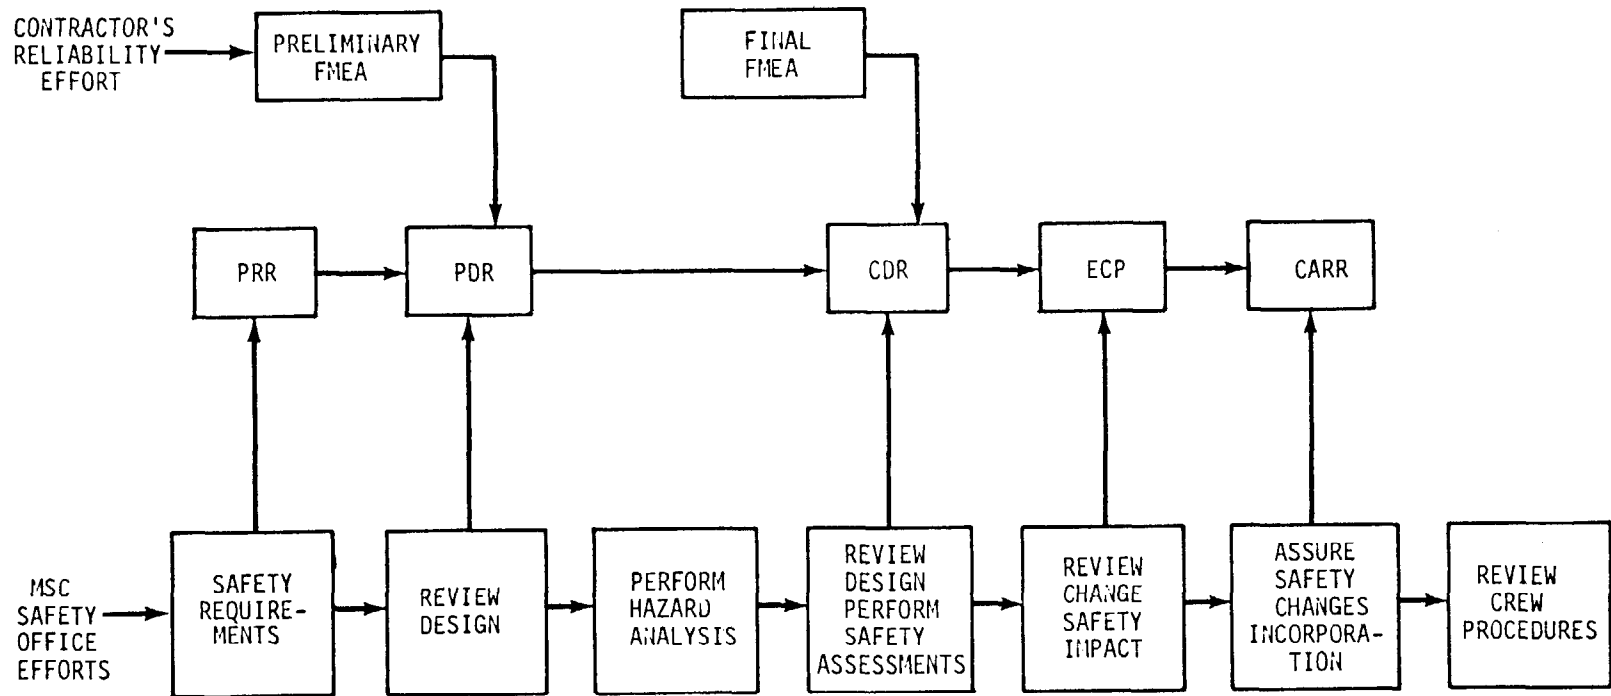 CONTRACTOR'S
RELIABILITY
EFFORT
PRELIMINARY
FMEA
FINAL
FMEA
PRR
PDR
CDR
ECP
CARR
MSC
SAFETY
OFFICE
EFFORTS
SAFETY
REQUIRE-
MENTS
REVIEW
DESIGN
PERFORM
HAZARD
ANALYSIS
REVIEW
DESIGN
PERFORM
SAFETY
ASSESSMENTS
REVIEW
CHANGE
SAFETY
IMPACT
ASSURE
SAFETY
CHANGES
INCORPORA-
TION
REVIEW
CREW
PROCEDURES